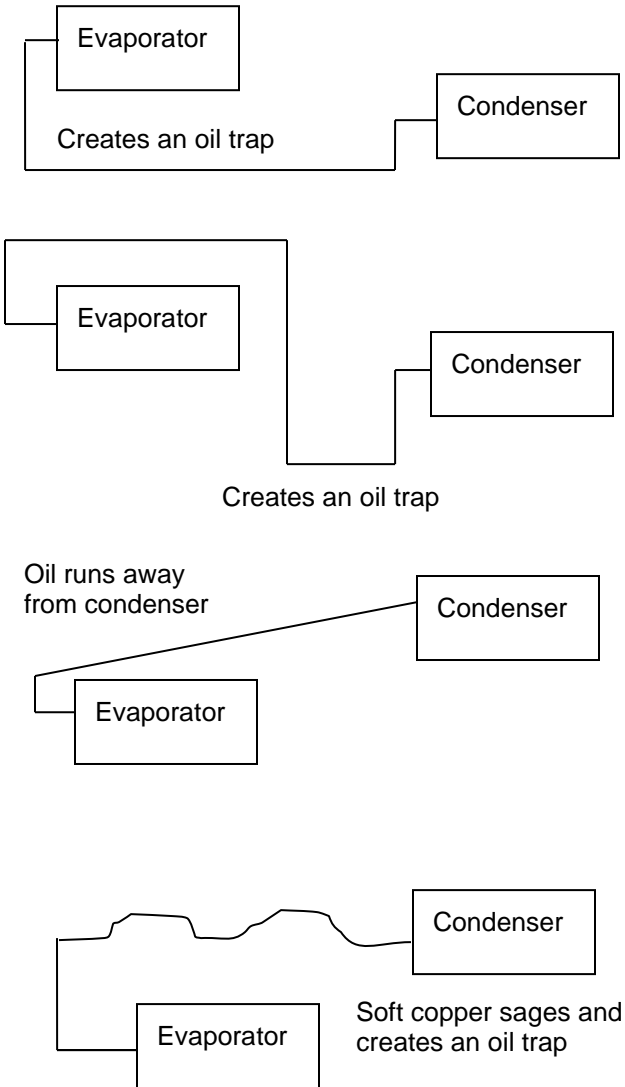 Evaporator
Condenser
Creates an oil trap
Evaporator
Condenser
Creates an oil trap
Oil runs away
from condenser
Condenser
Evaporator
Condenser
Soft copper sages and
creates an oil trap
Evaporator